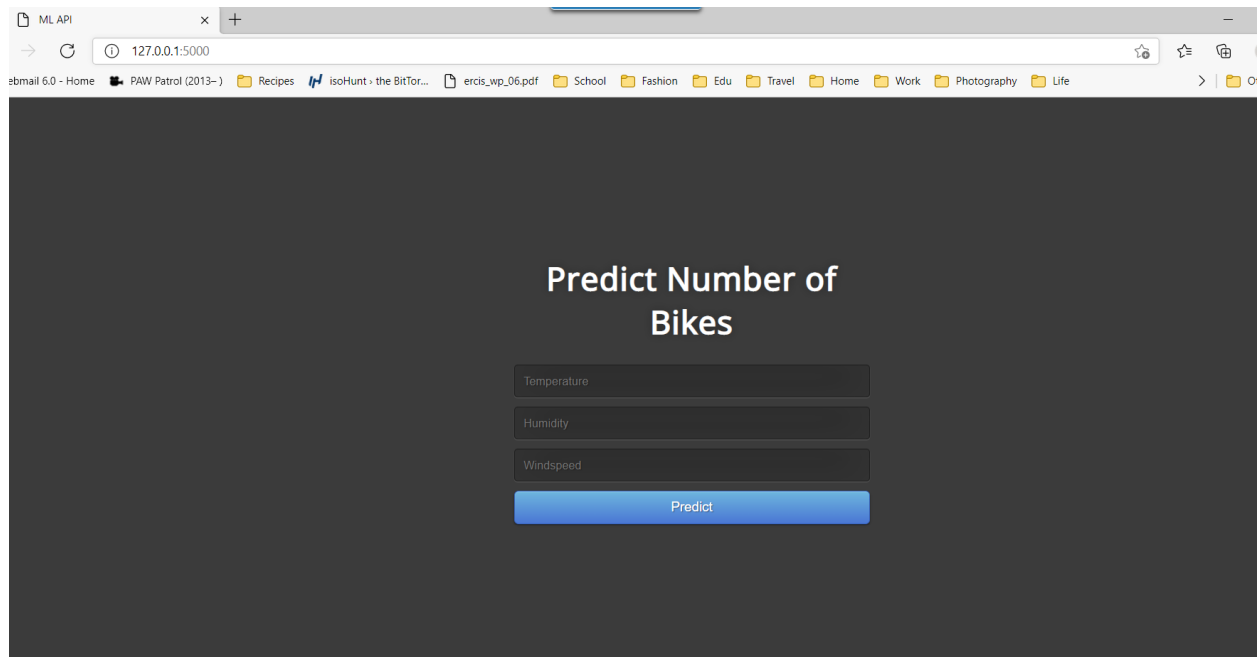 ML API
127.0.0.1:5000
ebmail 6.0 - Home PAW Patrol (2013– ) Recipes isoHunt › the BitTor... ercis_wp_06.pdf School Fashion Edu Travel Home Work Photography Life
Predict Number of
Bikes
Temperature
Humidity
Windspeed
Predict